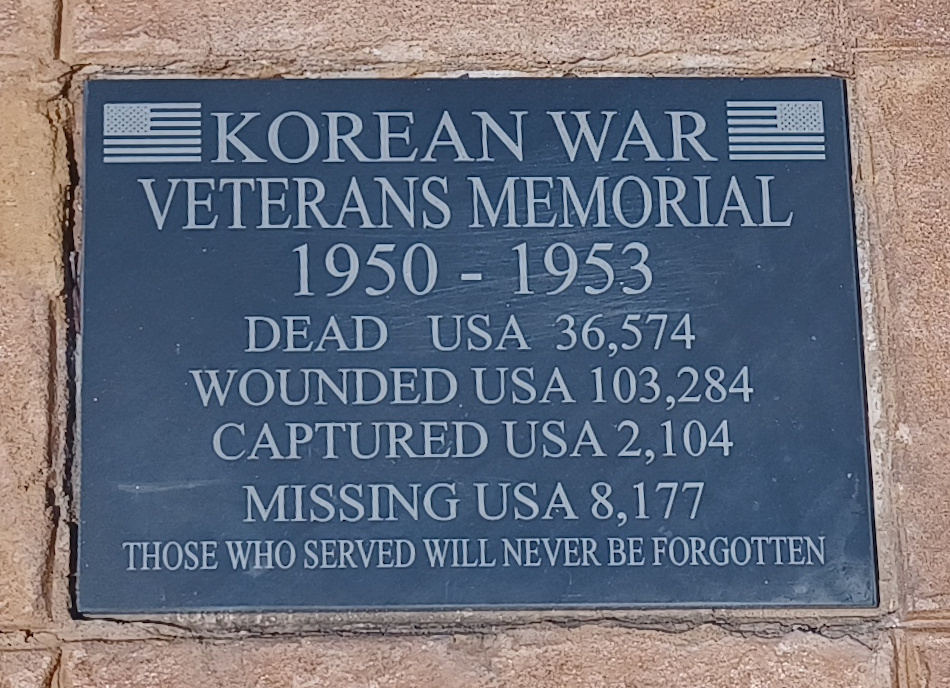 KOREAN WAR
VETERANS MEMORIAL
1950 - 1953
DEAD USA 36,574
WOUNDED USA 103,284
CAPTURED USA 2,104
MISSING USA 8,177
THOSE WHO SERVED WILL NEVER BE FORGOTTEN